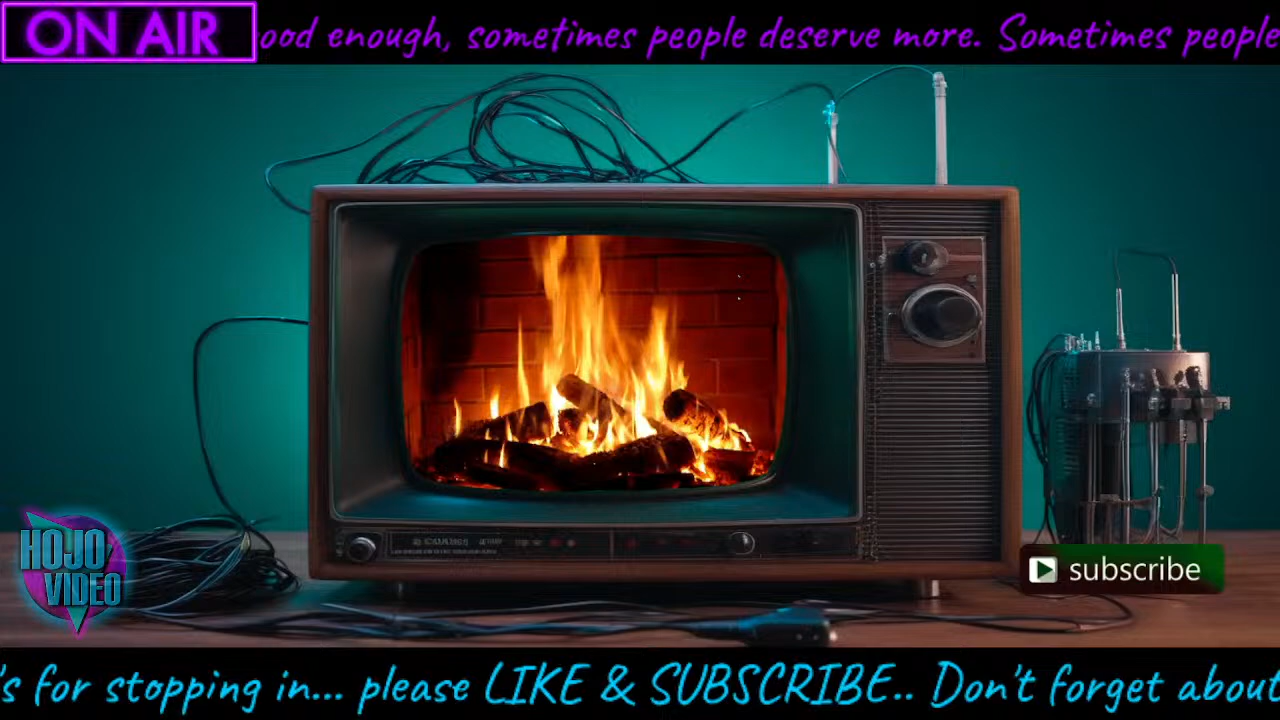 ON AIR
ood enough, sometimes people deserve more. Sometimes people
HOJO
VIDEO
subscribe
's for stopping in... please LIKE & SUBSCRIBE.. Don't forget about